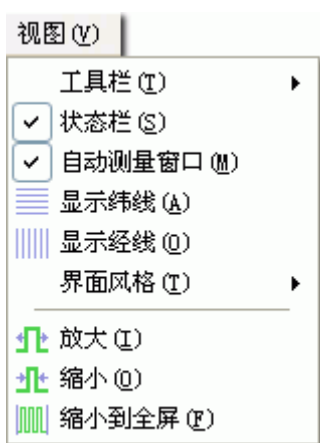 视图(V)
工具栏(T)
状态栏(S)
自动测量窗口(M)
显示纬线(A)
显示经线(O)
界面风格(T)
放大(I)
缩小(O)
缩小到全屏(F)